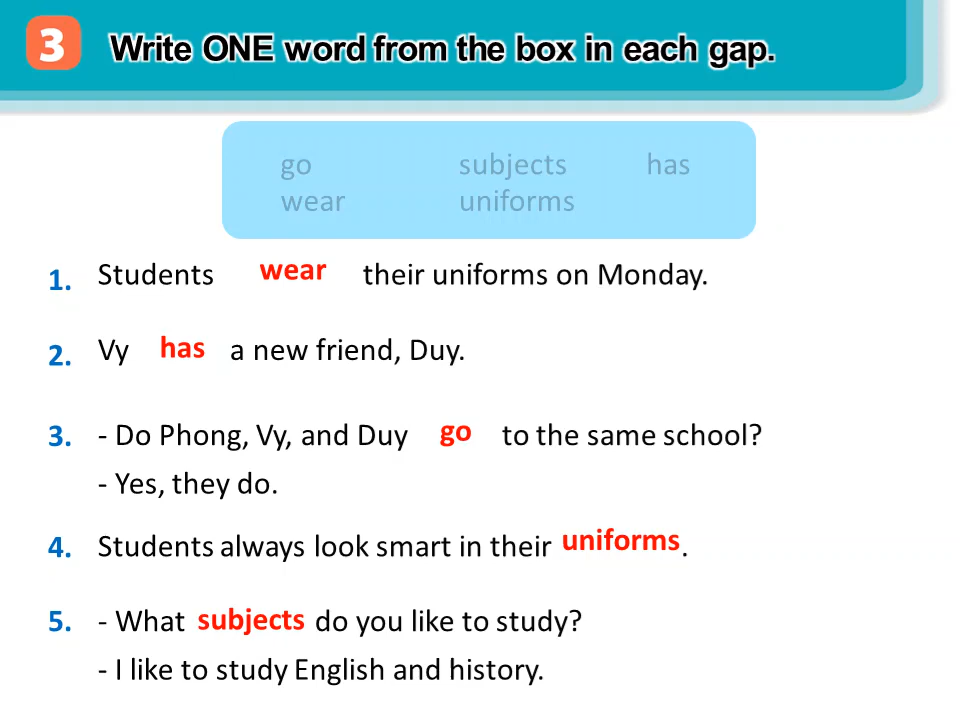 3 Write ONE word from the box in each gap.
go subjects has
wear uniforms
1. Students wear their uniforms on Monday.
2. Vy has a new friend, Duy.
3. - Do Phong, Vy, and Duy go to the same school?
- Yes, they do.
4. Students always look smart in their uniforms.
5. - What subjects do you like to study?
- I like to study English and history.